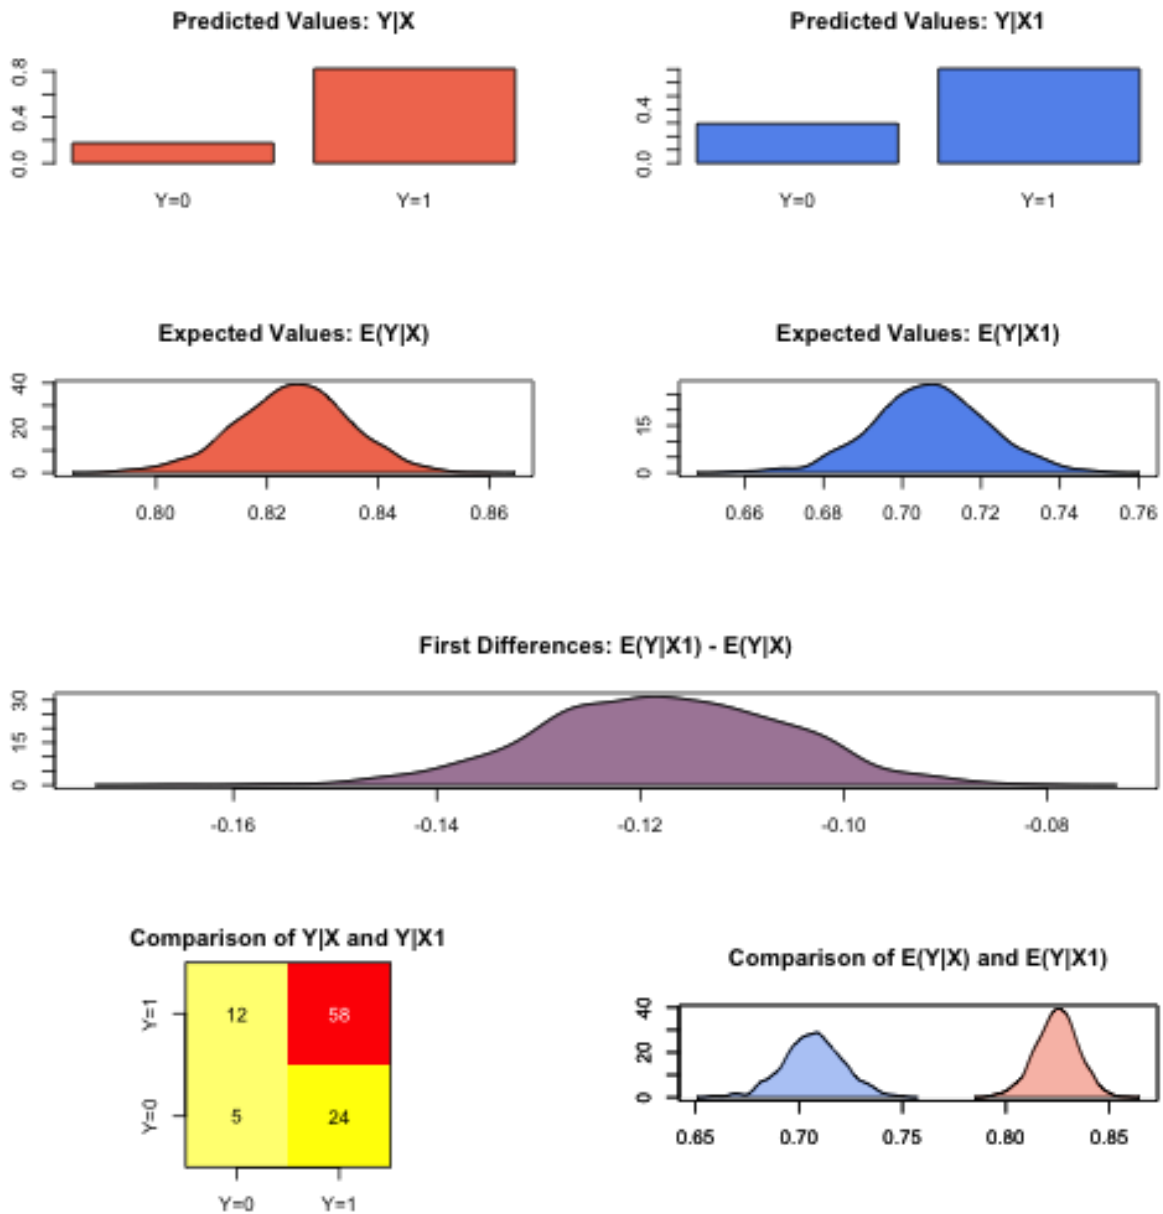 Predicted Values: Y|X
0.0 0.4 0.8
Y=0 Y=1
Predicted Values: Y|X1
0.0 0.4
Y=0 Y=1
Expected Values: E(Y|X)
0 20 40
0.80 0.82 0.84 0.86
Expected Values: E(Y|X1)
0 15
0.66 0.68 0.70 0.72 0.74 0.76
First Differences: E(Y|X1) - E(Y|X)
0 15 30
-0.16 -0.14 -0.12 -0.10 -0.08
Comparison of Y|X and Y|X1
Y=1
12 58
Y=0
5 24
Y=0 Y=1
Comparison of E(Y|X) and E(Y|X1)
0 20 40
0.65 0.70 0.75 0.80 0.85